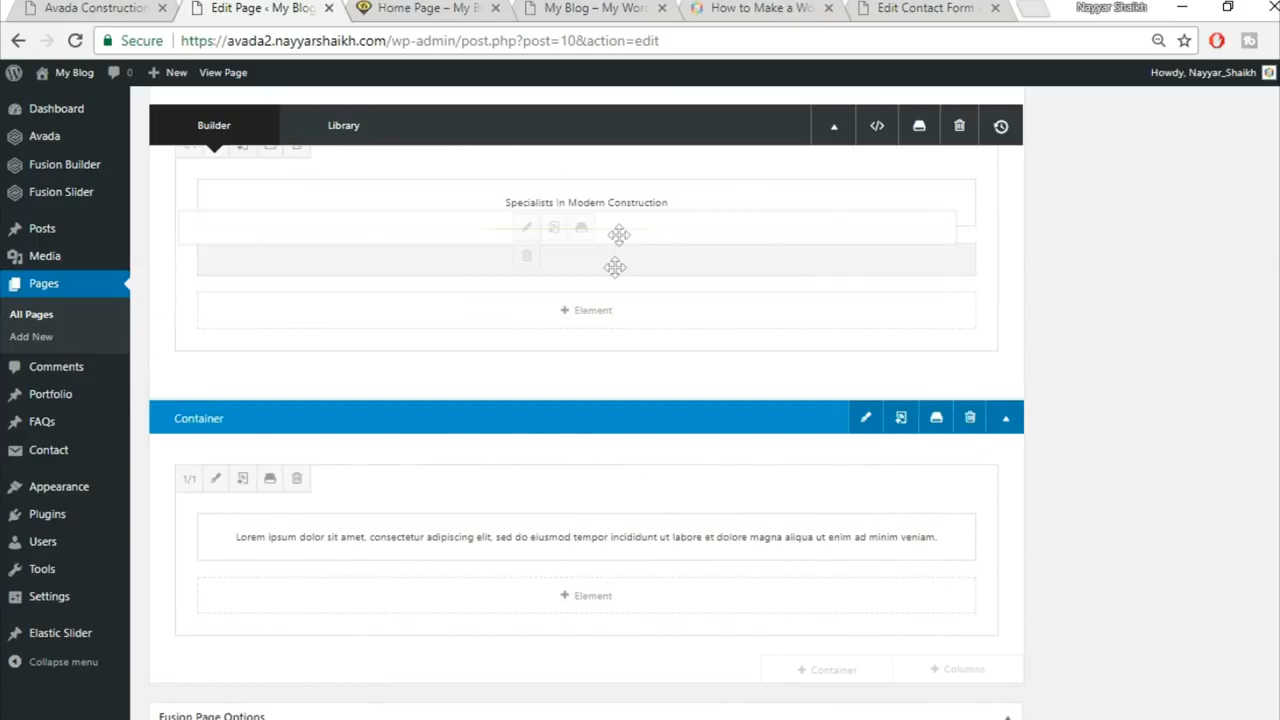 Avada Construction
Edit Page ‹ My Blog
Home Page – My B
My Blog – My Wor
How to Make a Wo
Edit Contact Form
Nayyar Shaikh
Secure
https://avada2.nayyarshaikh.com/wp-admin/post.php?post=10&action=edit
My Blog
0
New
View Page
Howdy, Nayyar_Shaikh
Dashboard
Avada
Fusion Builder
Fusion Slider
Posts
Media
Pages
All Pages
Add New
Comments
Portfolio
FAQs
Contact
Appearance
Plugins
Users
Tools
Settings
Elastic Slider
Collapse menu
Builder
Library
Specialists In Modern Construction
+ Element
Container
1/1
Lorem ipsum dolor sit amet, consectetur adipiscing elit, sed do eiusmod tempor incididunt ut labore et dolore magna aliqua ut enim ad minim veniam.
+ Element
+ Container
+ Columns
Fusion Page Options